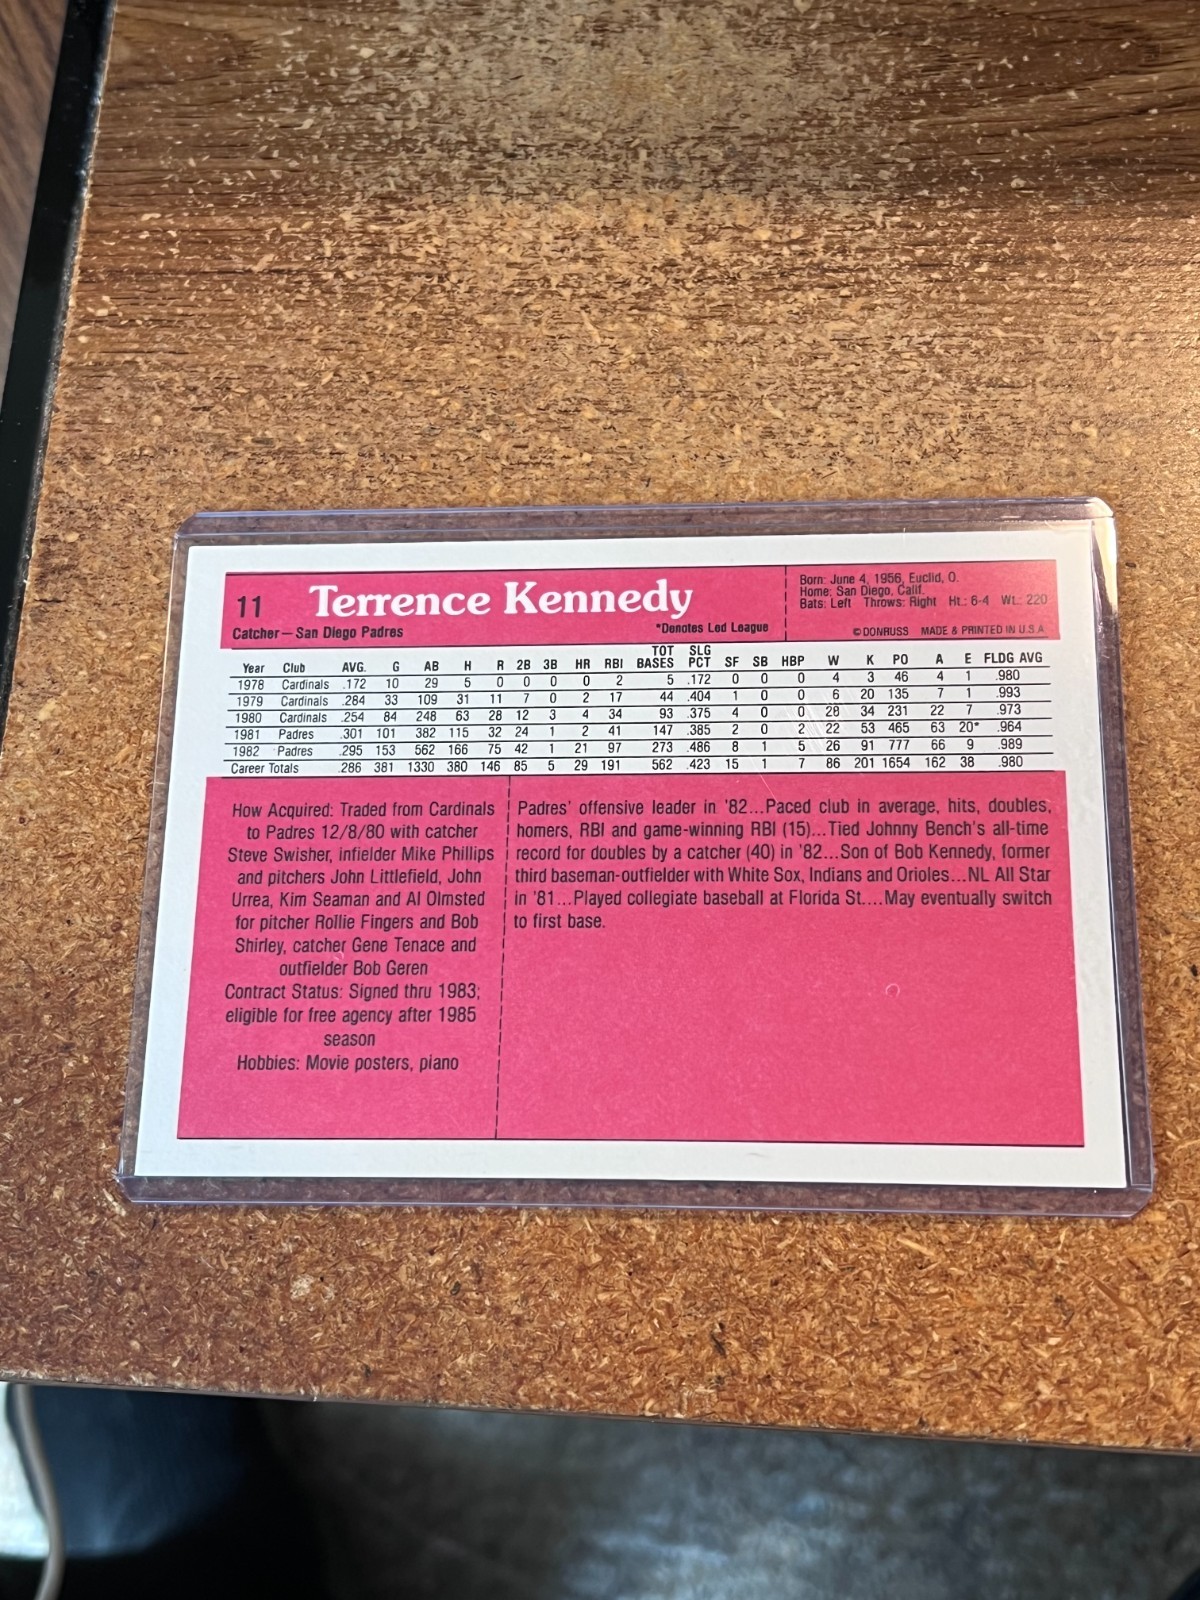 11 Terrence Kennedy
Catcher—San Diego Padres *Denotes Led League
Born: June 4, 1956, Euclid, O.
Home: San Diego, Calif.
Bats: Left Throws: Right Ht.: 6-4 Wt.: 220
© DONRUSS MADE & PRINTED IN U.S.A.
Year Club AVG. G AB H R 2B 3B HR RBI TOT BASES SLG PCT SF SB HBP W K PO A E FLDG AVG
1978 Cardinals .172 10 29 5 0 0 0 0 2 5 .172 0 0 0 4 3 46 4 1 .980
1979 Cardinals .284 33 109 31 11 7 0 2 17 44 .404 1 0 0 6 20 135 7 1 .993
1980 Cardinals .254 84 248 63 28 12 3 4 34 93 .375 4 0 0 28 34 231 22 7 .973
1981 Padres .301 101 382 115 32 24 1 2 41 147 .385 2 0 2 22 53 465 63 20* .964
1982 Padres .295 153 562 166 75 42 1 21 97 273 .486 8 1 5 26 91 777 66 9 .989
Career Totals .286 381 1330 380 146 85 5 29 191 562 .423 15 1 7 86 201 1654 162 38 .980
How Acquired: Traded from Cardinals
to Padres 12/8/80 with catcher
Steve Swisher, infielder Mike Phillips
and pitchers John Littlefield, John
Urrea, Kim Seaman and Al Olmsted
for pitcher Rollie Fingers and Bob
Shirley, catcher Gene Tenace and
outfielder Bob Geren
Contract Status: Signed thru 1983;
eligible for free agency after 1985
season
Hobbies: Movie posters, piano
Padres' offensive leader in '82...Paced club in average, hits, doubles,
homers, RBI and game-winning RBI (15)...Tied Johnny Bench's all-time
record for doubles by a catcher (40) in '82...Son of Bob Kennedy, former
third baseman-outfielder with White Sox, Indians and Orioles...NL All Star
in '81...Played collegiate baseball at Florida St....May eventually switch
to first base.